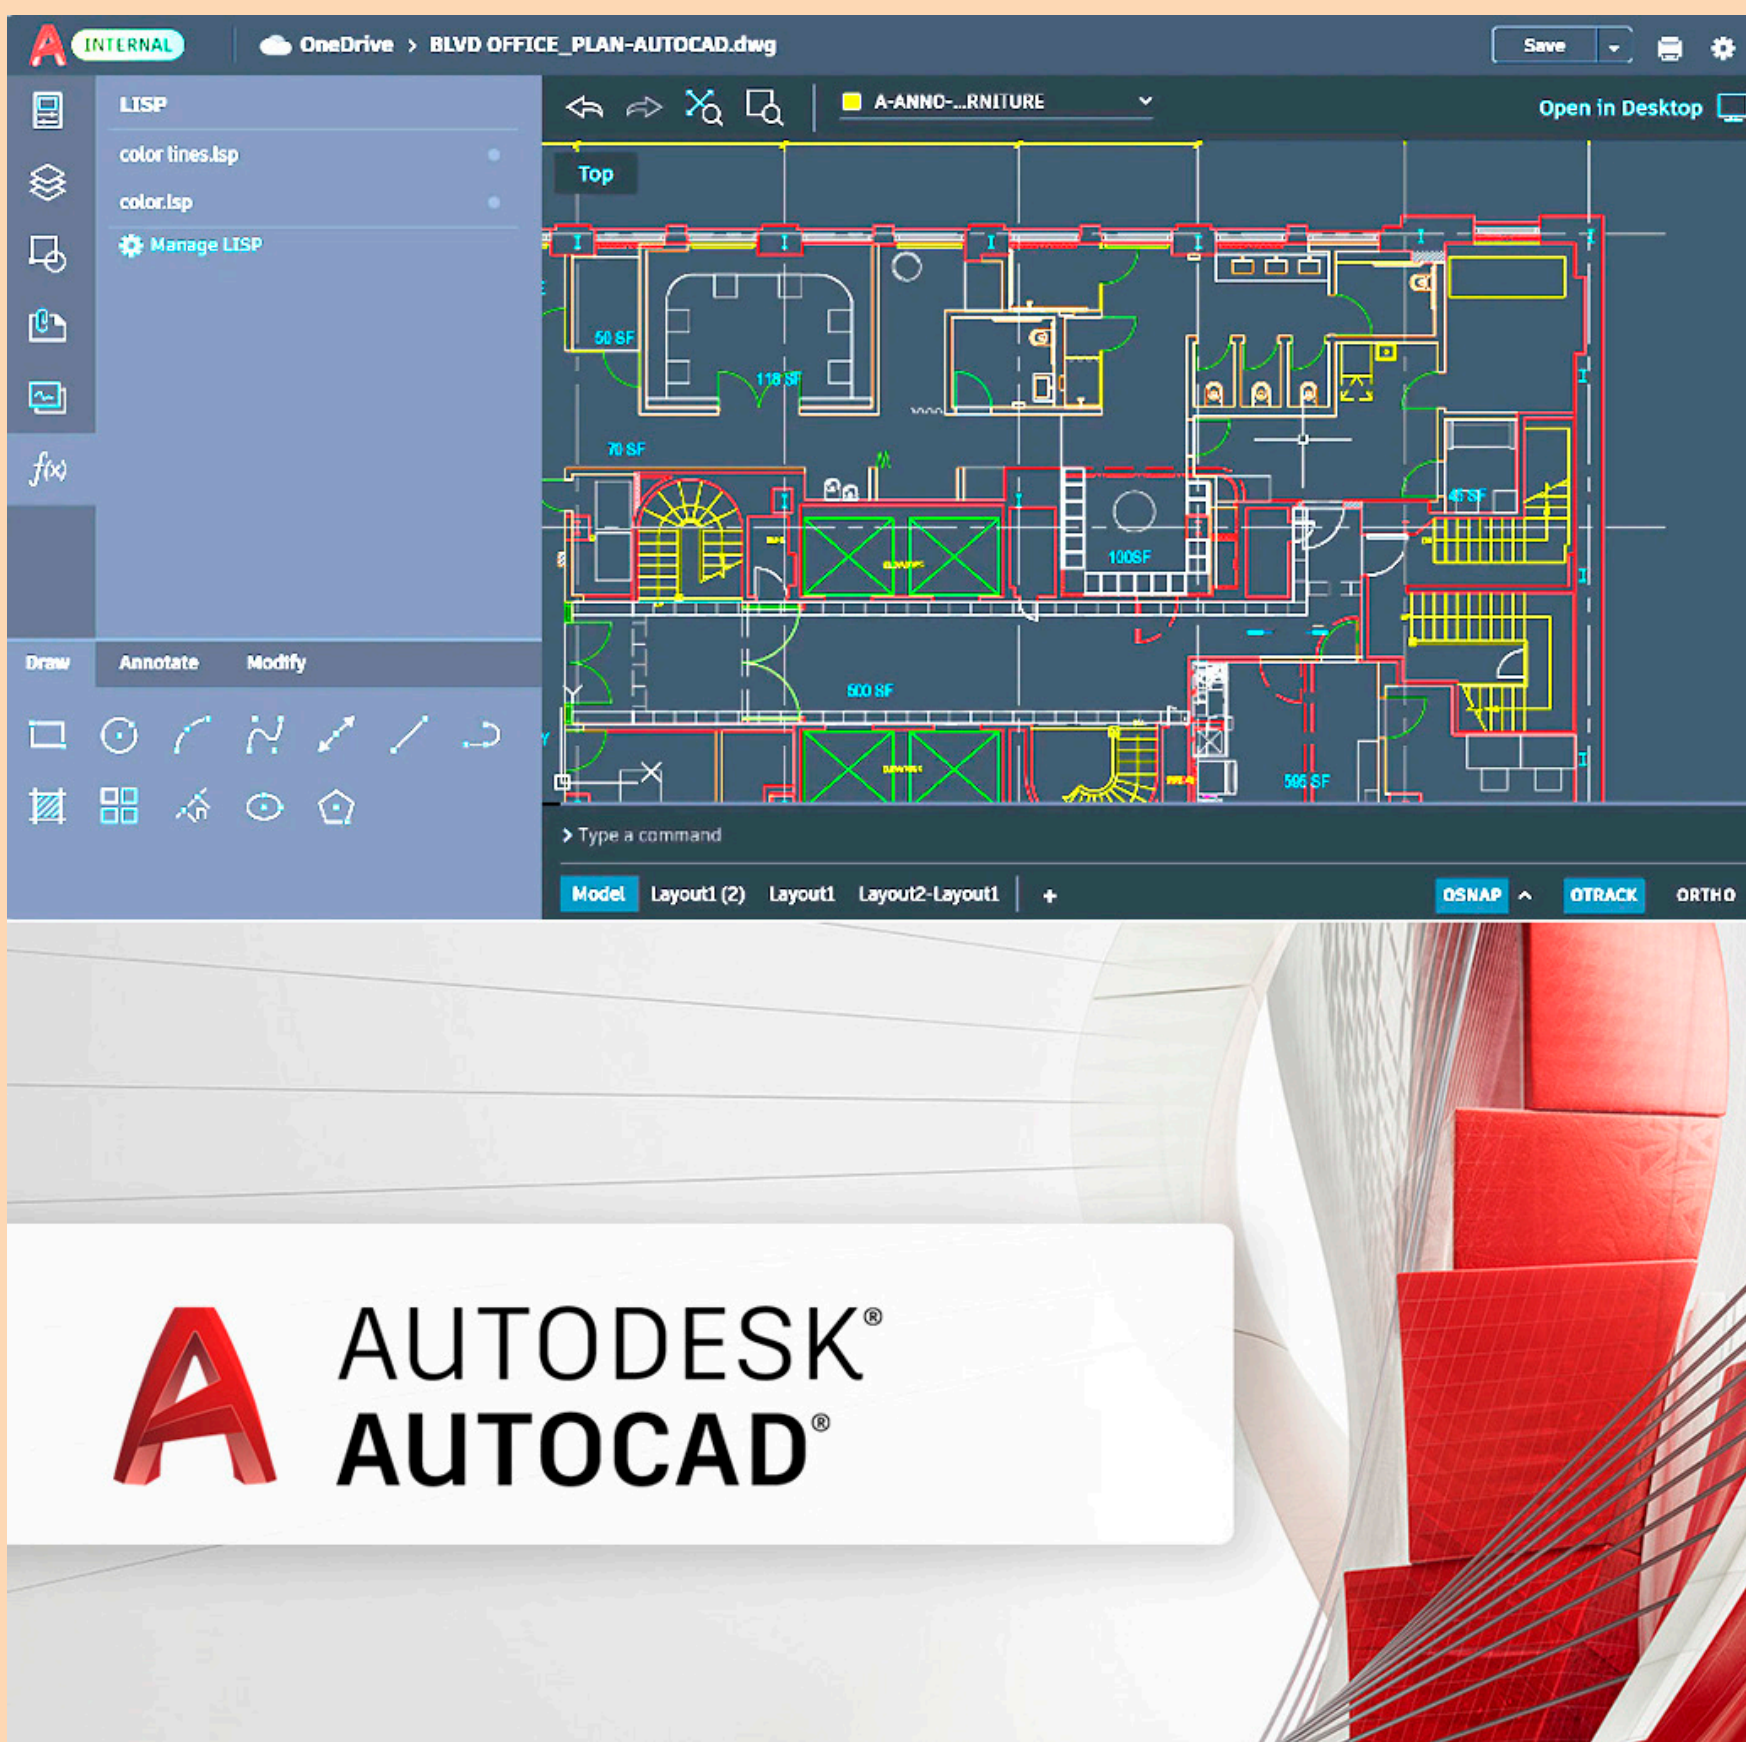 INTERNAL
OneDrive > BLVD OFFICE_PLAN-AUTOCAD.dwg
Save
LISP
color lines.lsp
color.lsp
Manage LISP
A-ANNO-...RNITURE
Open in Desktop
Top
50 SF
118 SF
70 SF
45 SF
100SF
600 SF
595 SF
f(x)
Draw Annotate Modify
> Type a command
Model Layout1 (2) Layout1 Layout2-Layout1 +
OSNAP OTRACK ORTHO
AUTODESK®
AUTOCAD®